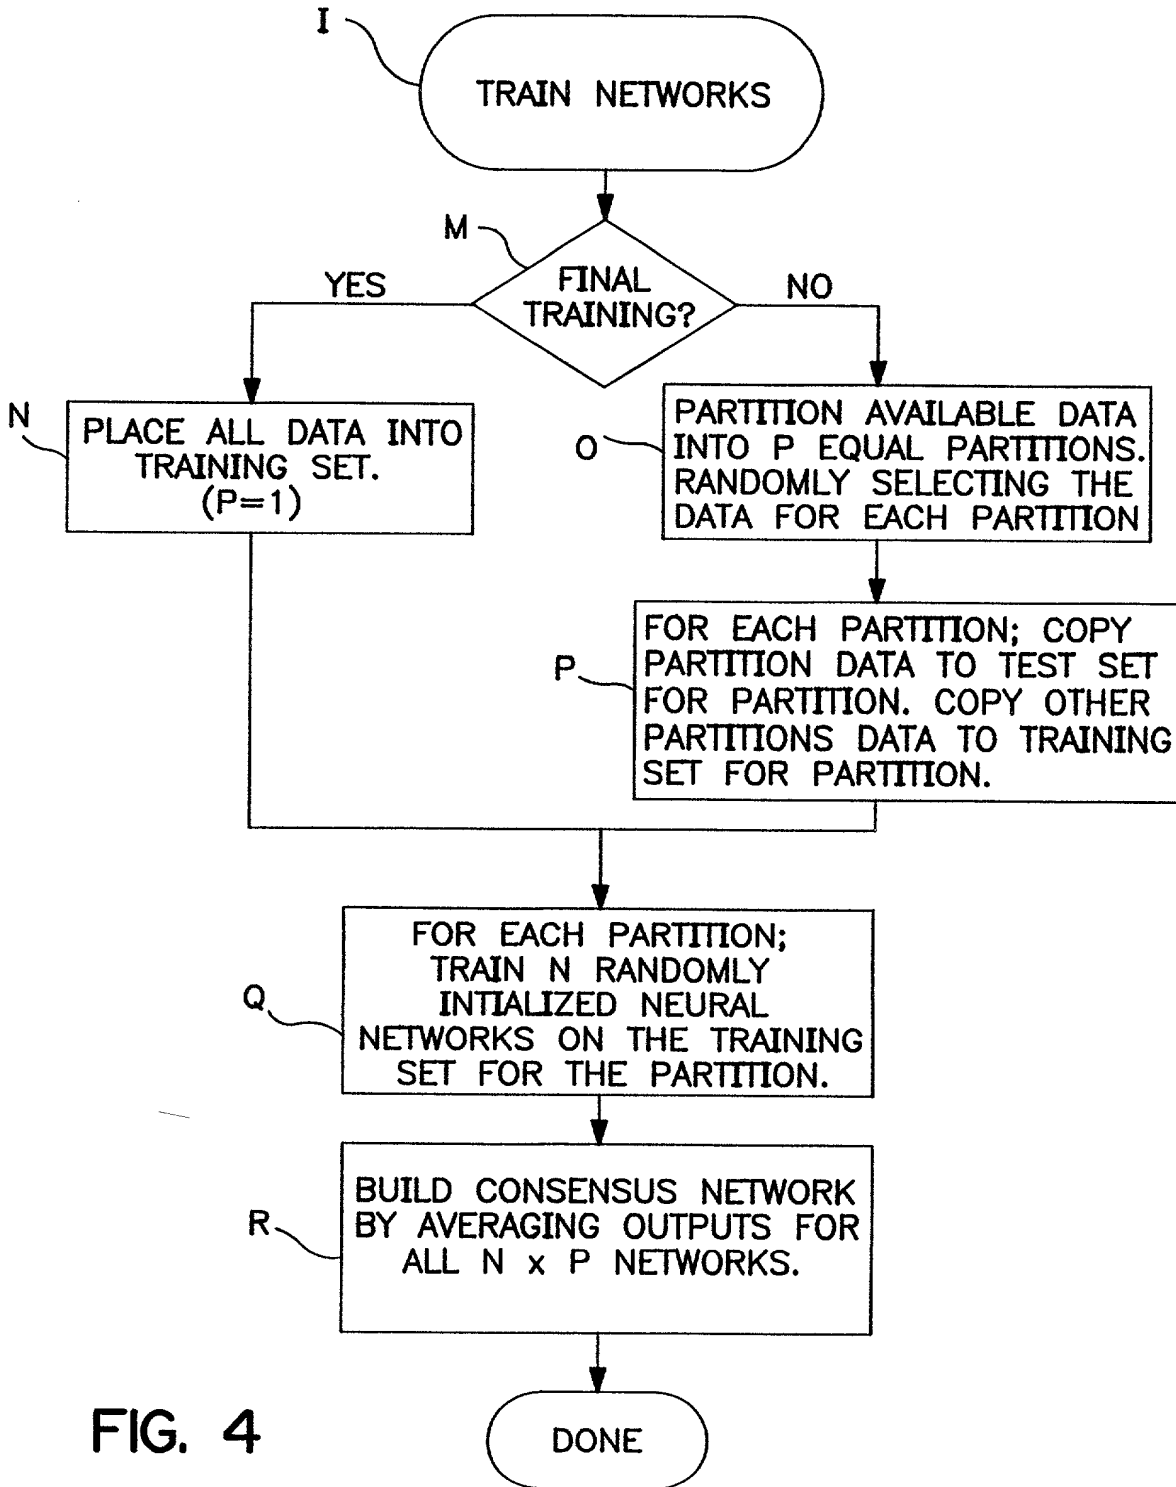 I
TRAIN NETWORKS
M
FINAL
TRAINING?
YES
NO
N
PLACE ALL DATA INTO
TRAINING SET.
(P=1)
O
PARTITION AVAILABLE DATA
INTO P EQUAL PARTITIONS.
RANDOMLY SELECTING THE
DATA FOR EACH PARTITION
P
FOR EACH PARTITION; COPY
PARTITION DATA TO TEST SET
FOR PARTITION. COPY OTHER
PARTITIONS DATA TO TRAINING
SET FOR PARTITION.
Q
FOR EACH PARTITION;
TRAIN N RANDOMLY
INTIALIZED NEURAL
NETWORKS ON THE TRAINING
SET FOR THE PARTITION.
R
BUILD CONSENSUS NETWORK
BY AVERAGING OUTPUTS FOR
ALL N x P NETWORKS.
DONE
FIG. 4